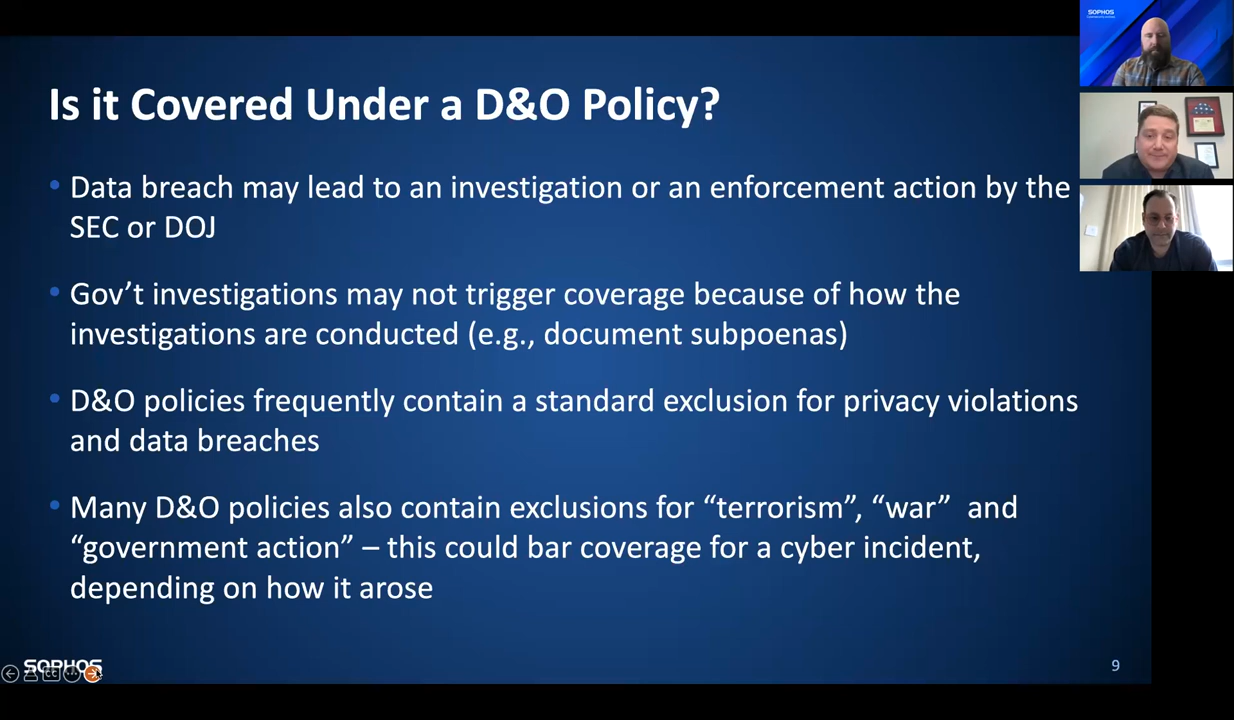 SOPHOS
Is it Covered Under a D&O Policy?
• Data breach may lead to an investigation or an enforcement action by the
SEC or DOJ
• Gov’t investigations may not trigger coverage because of how the
investigations are conducted (e.g., document subpoenas)
• D&O policies frequently contain a standard exclusion for privacy violations
and data breaches
• Many D&O policies also contain exclusions for “terrorism”, “war”  and
“government action” – this could bar coverage for a cyber incident,
depending on how it arose
SOPHOS
9